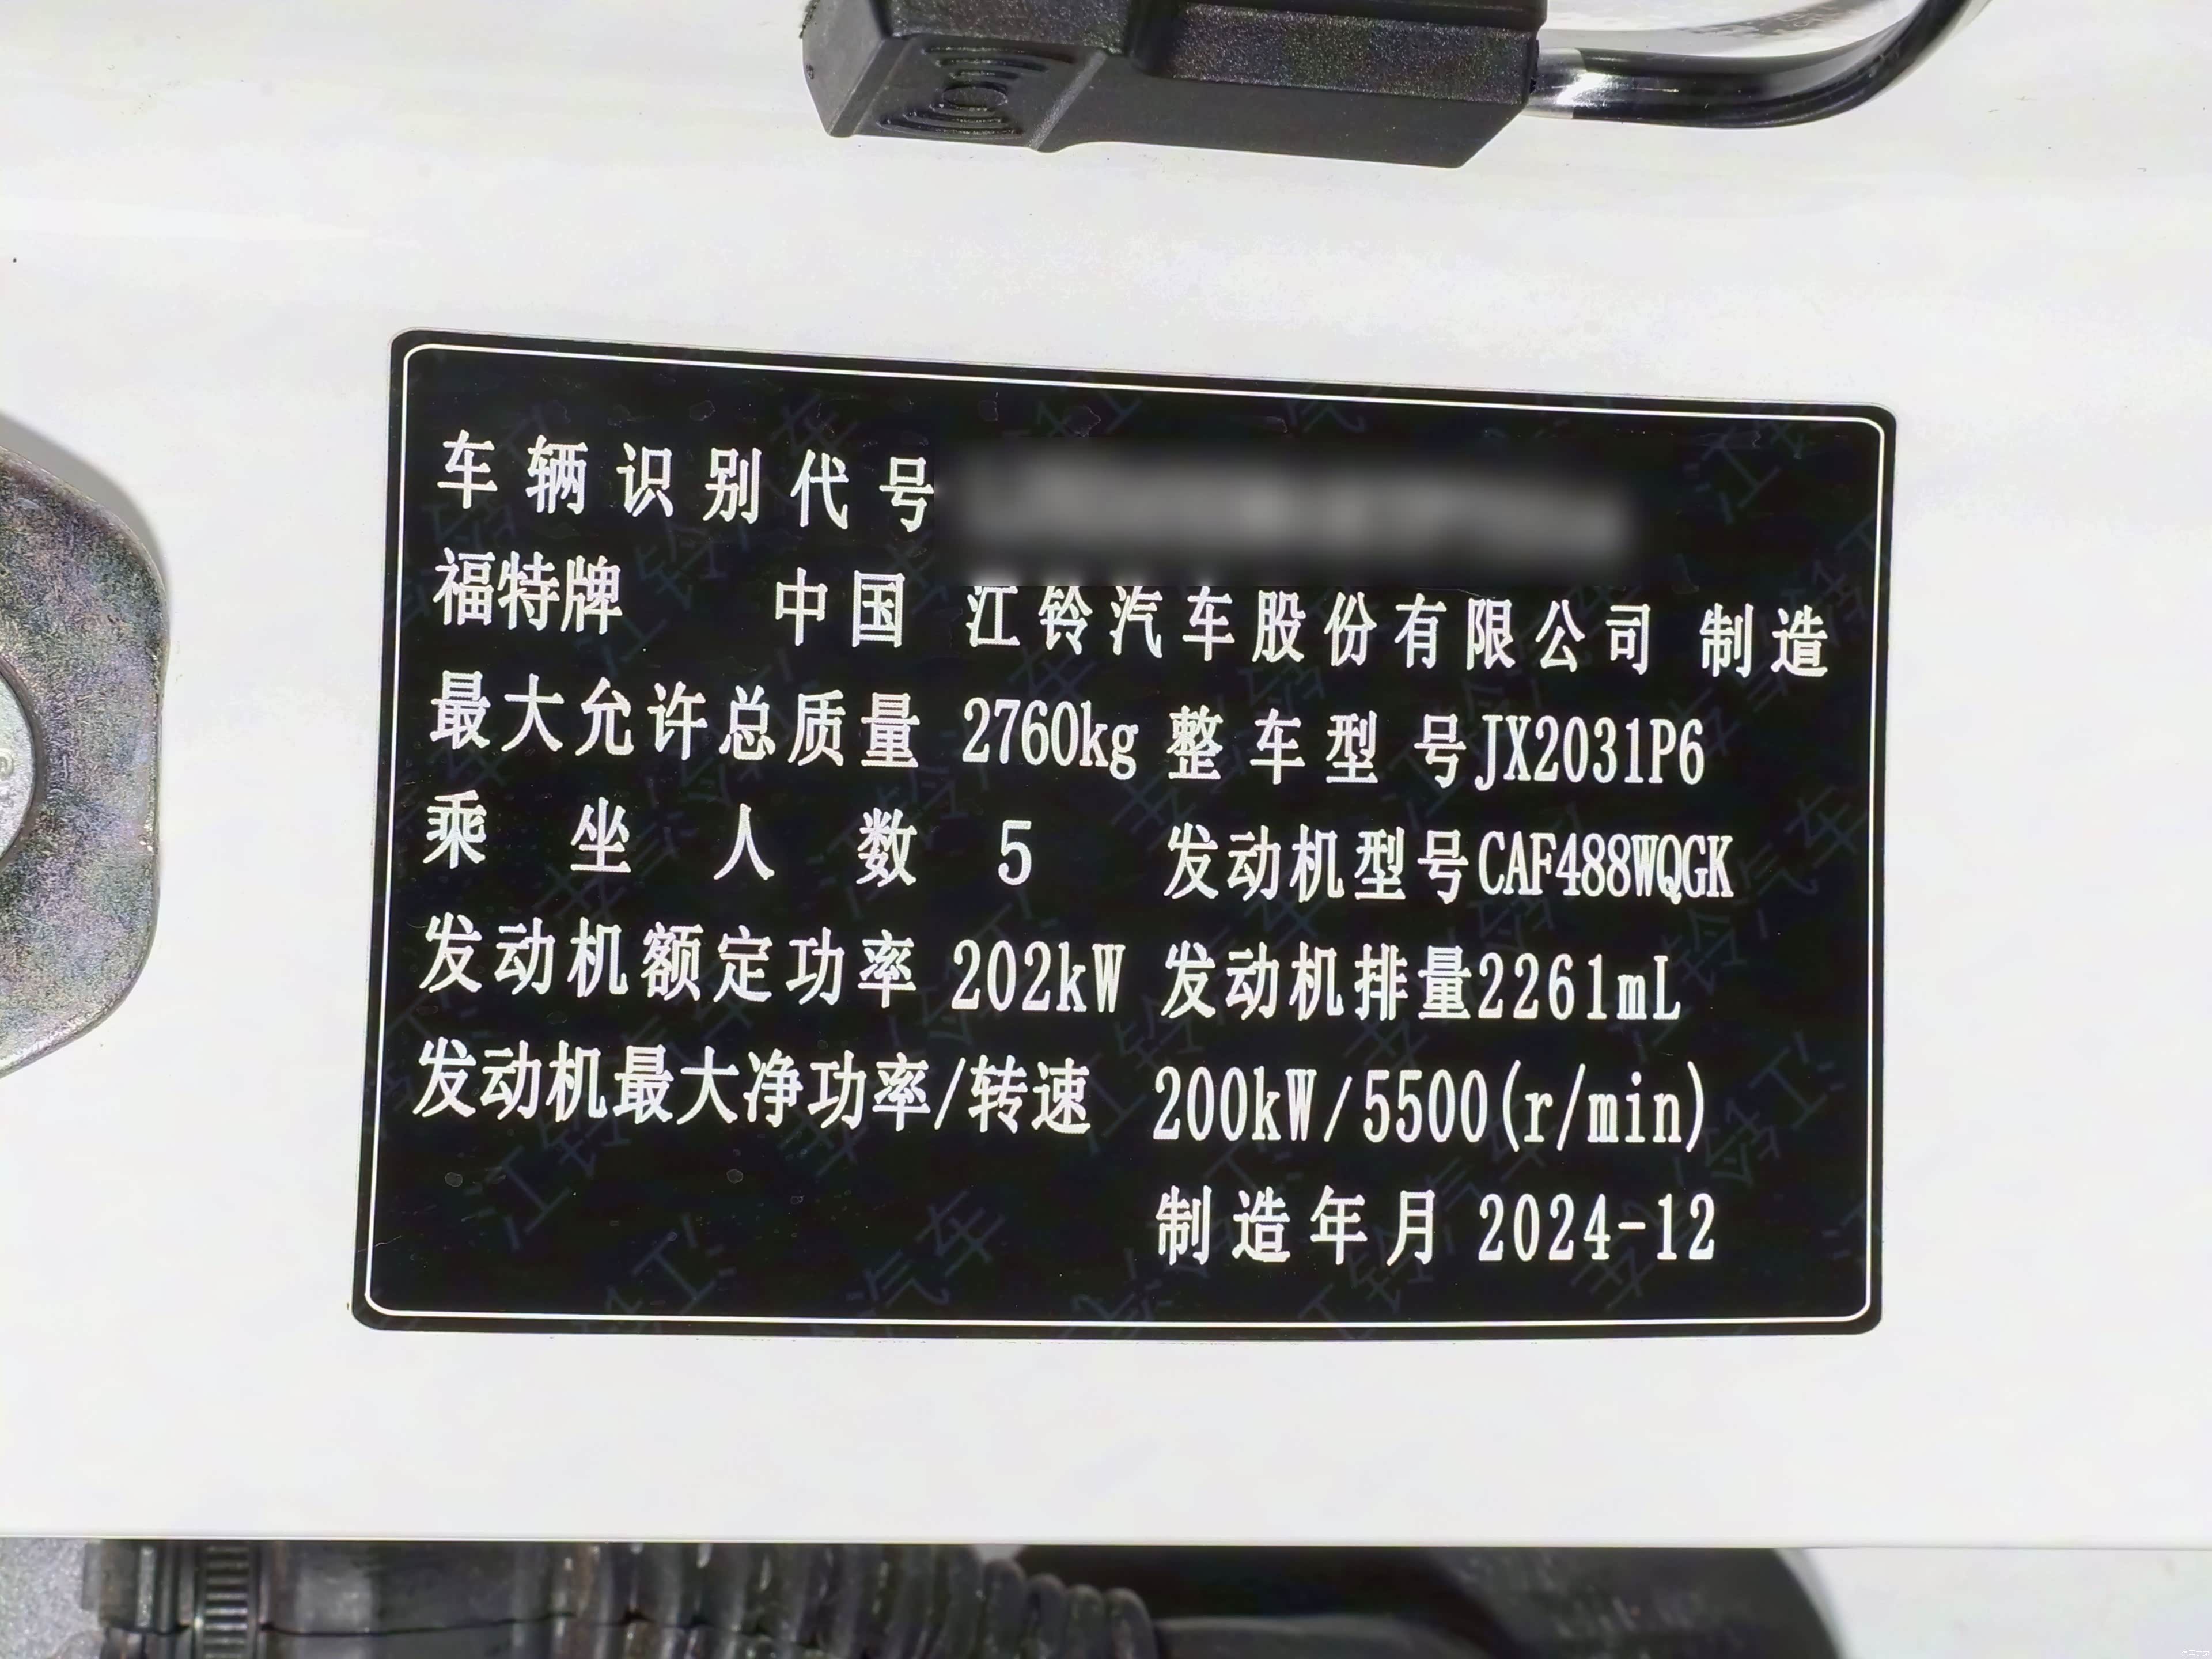 车辆识别代号
福特牌 中国 江铃汽车股份有限公司 制造
最大允许总质量 2760kg 整车型号JX2031P6
乘坐人数 5 发动机型号CAF488WQGK
发动机额定功率 202kW 发动机排量2261mL
发动机最大净功率/转速 200kW/5500(r/min)
制造年月 2024-12